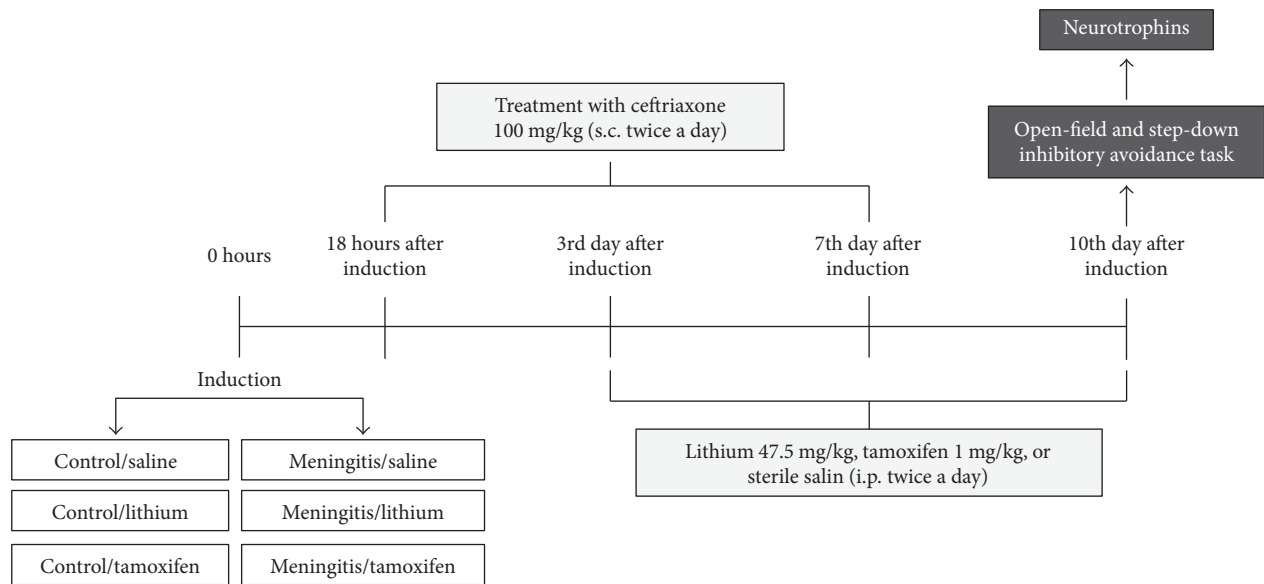 Neurotrophins
Treatment with ceftriaxone
100 mg/kg (s.c. twice a day)
Open-field and step-down
inhibitory avoidance task
0 hours
18 hours after
induction
3rd day after
induction
7th day after
induction
10th day after
induction
Induction
Control/saline
Meningitis/saline
Control/lithium
Meningitis/lithium
Control/tamoxifen
Meningitis/tamoxifen
Lithium 47.5 mg/kg, tamoxifen 1 mg/kg, or
sterile salin (i.p. twice a day)